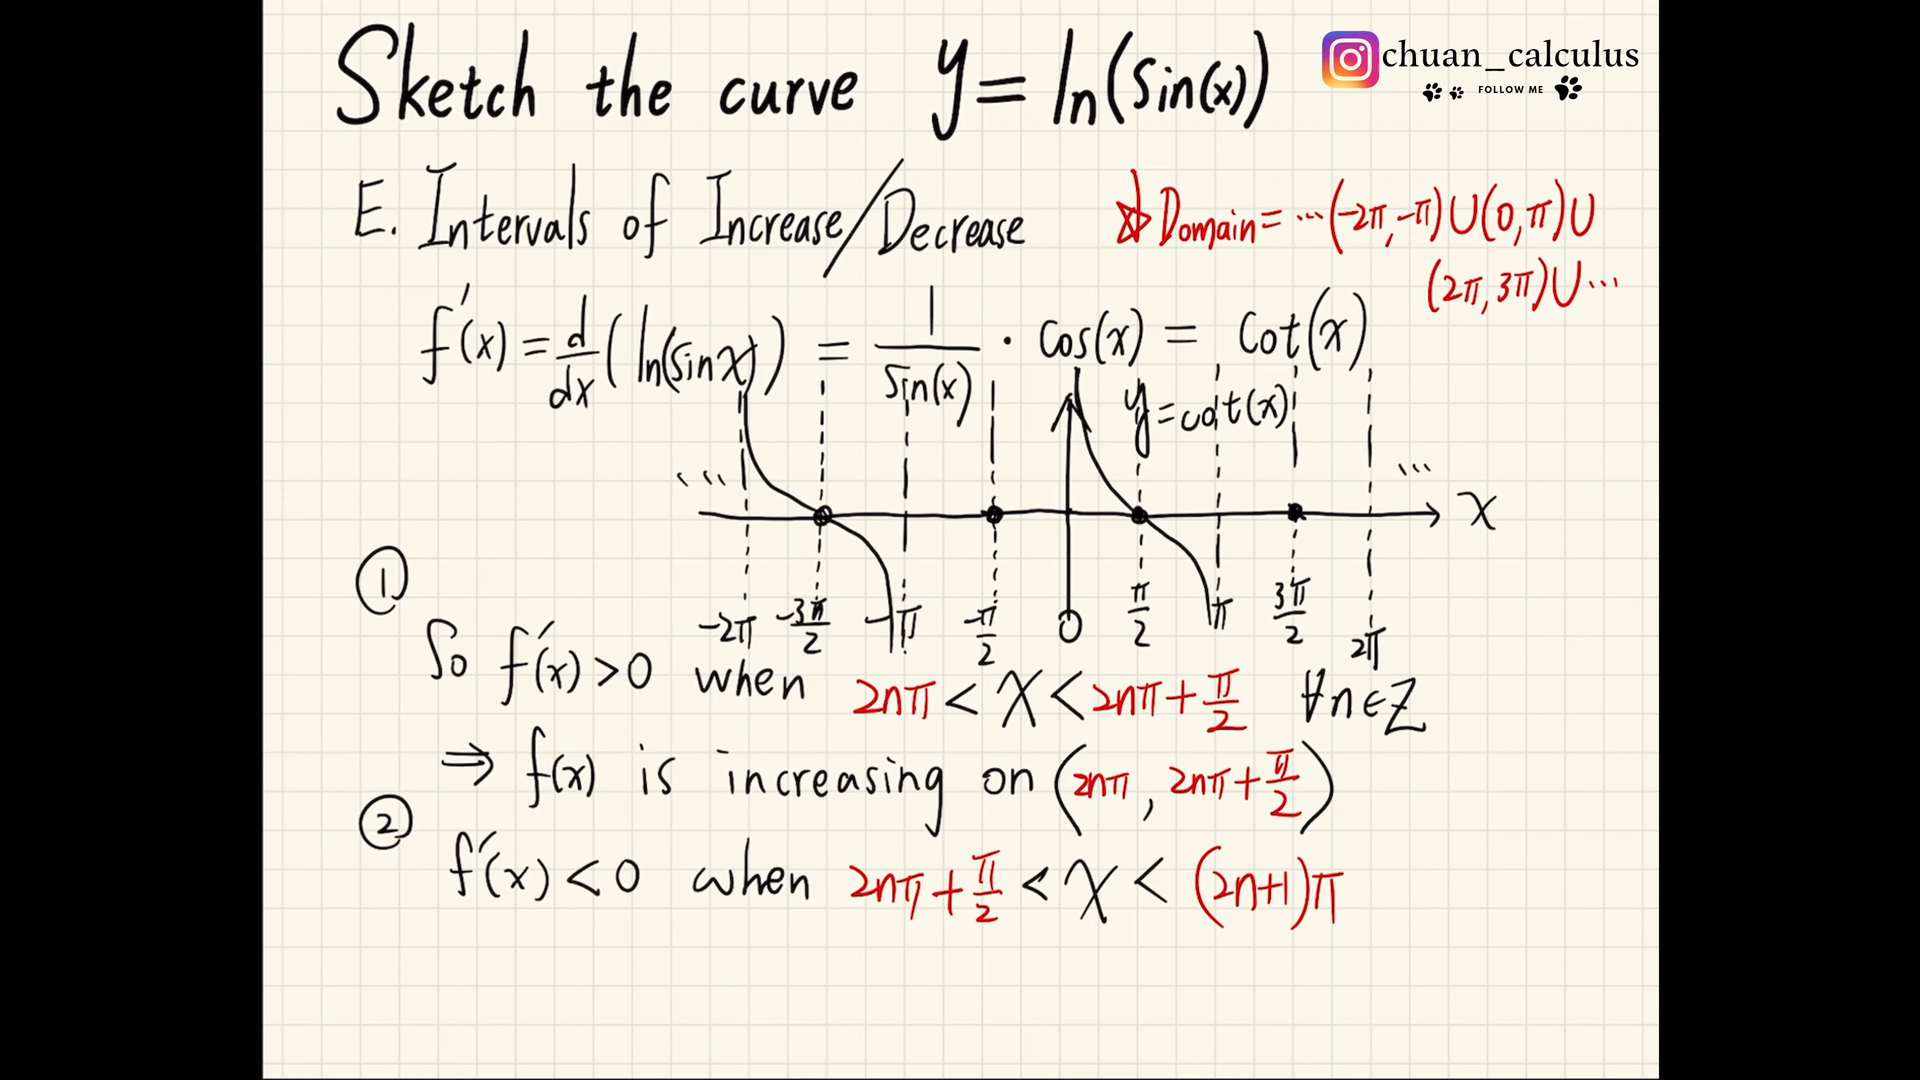 Sketch the curve y = ln(sin(x))
chuan_calculus
FOLLOW ME
E. Intervals of Increase/Decrease
☆ Domain = ···(-2π,-π)∪(0,π)∪
(2π,3π)∪···
f'(x) = d/dx (ln(sin x)) = 1/sin(x) · cos(x) = cot(x)
y = cot(x)
... ...
x
-2π -3π/2 -π -π/2 0 π/2 π 3π/2 2π
①
So f'(x) > 0 when 2nπ < x < 2nπ + π/2 ∀n∈Z
⇒ f(x) is increasing on (2nπ, 2nπ + π/2)
②
f'(x) < 0 when 2nπ + π/2 < x < (2n+1)π